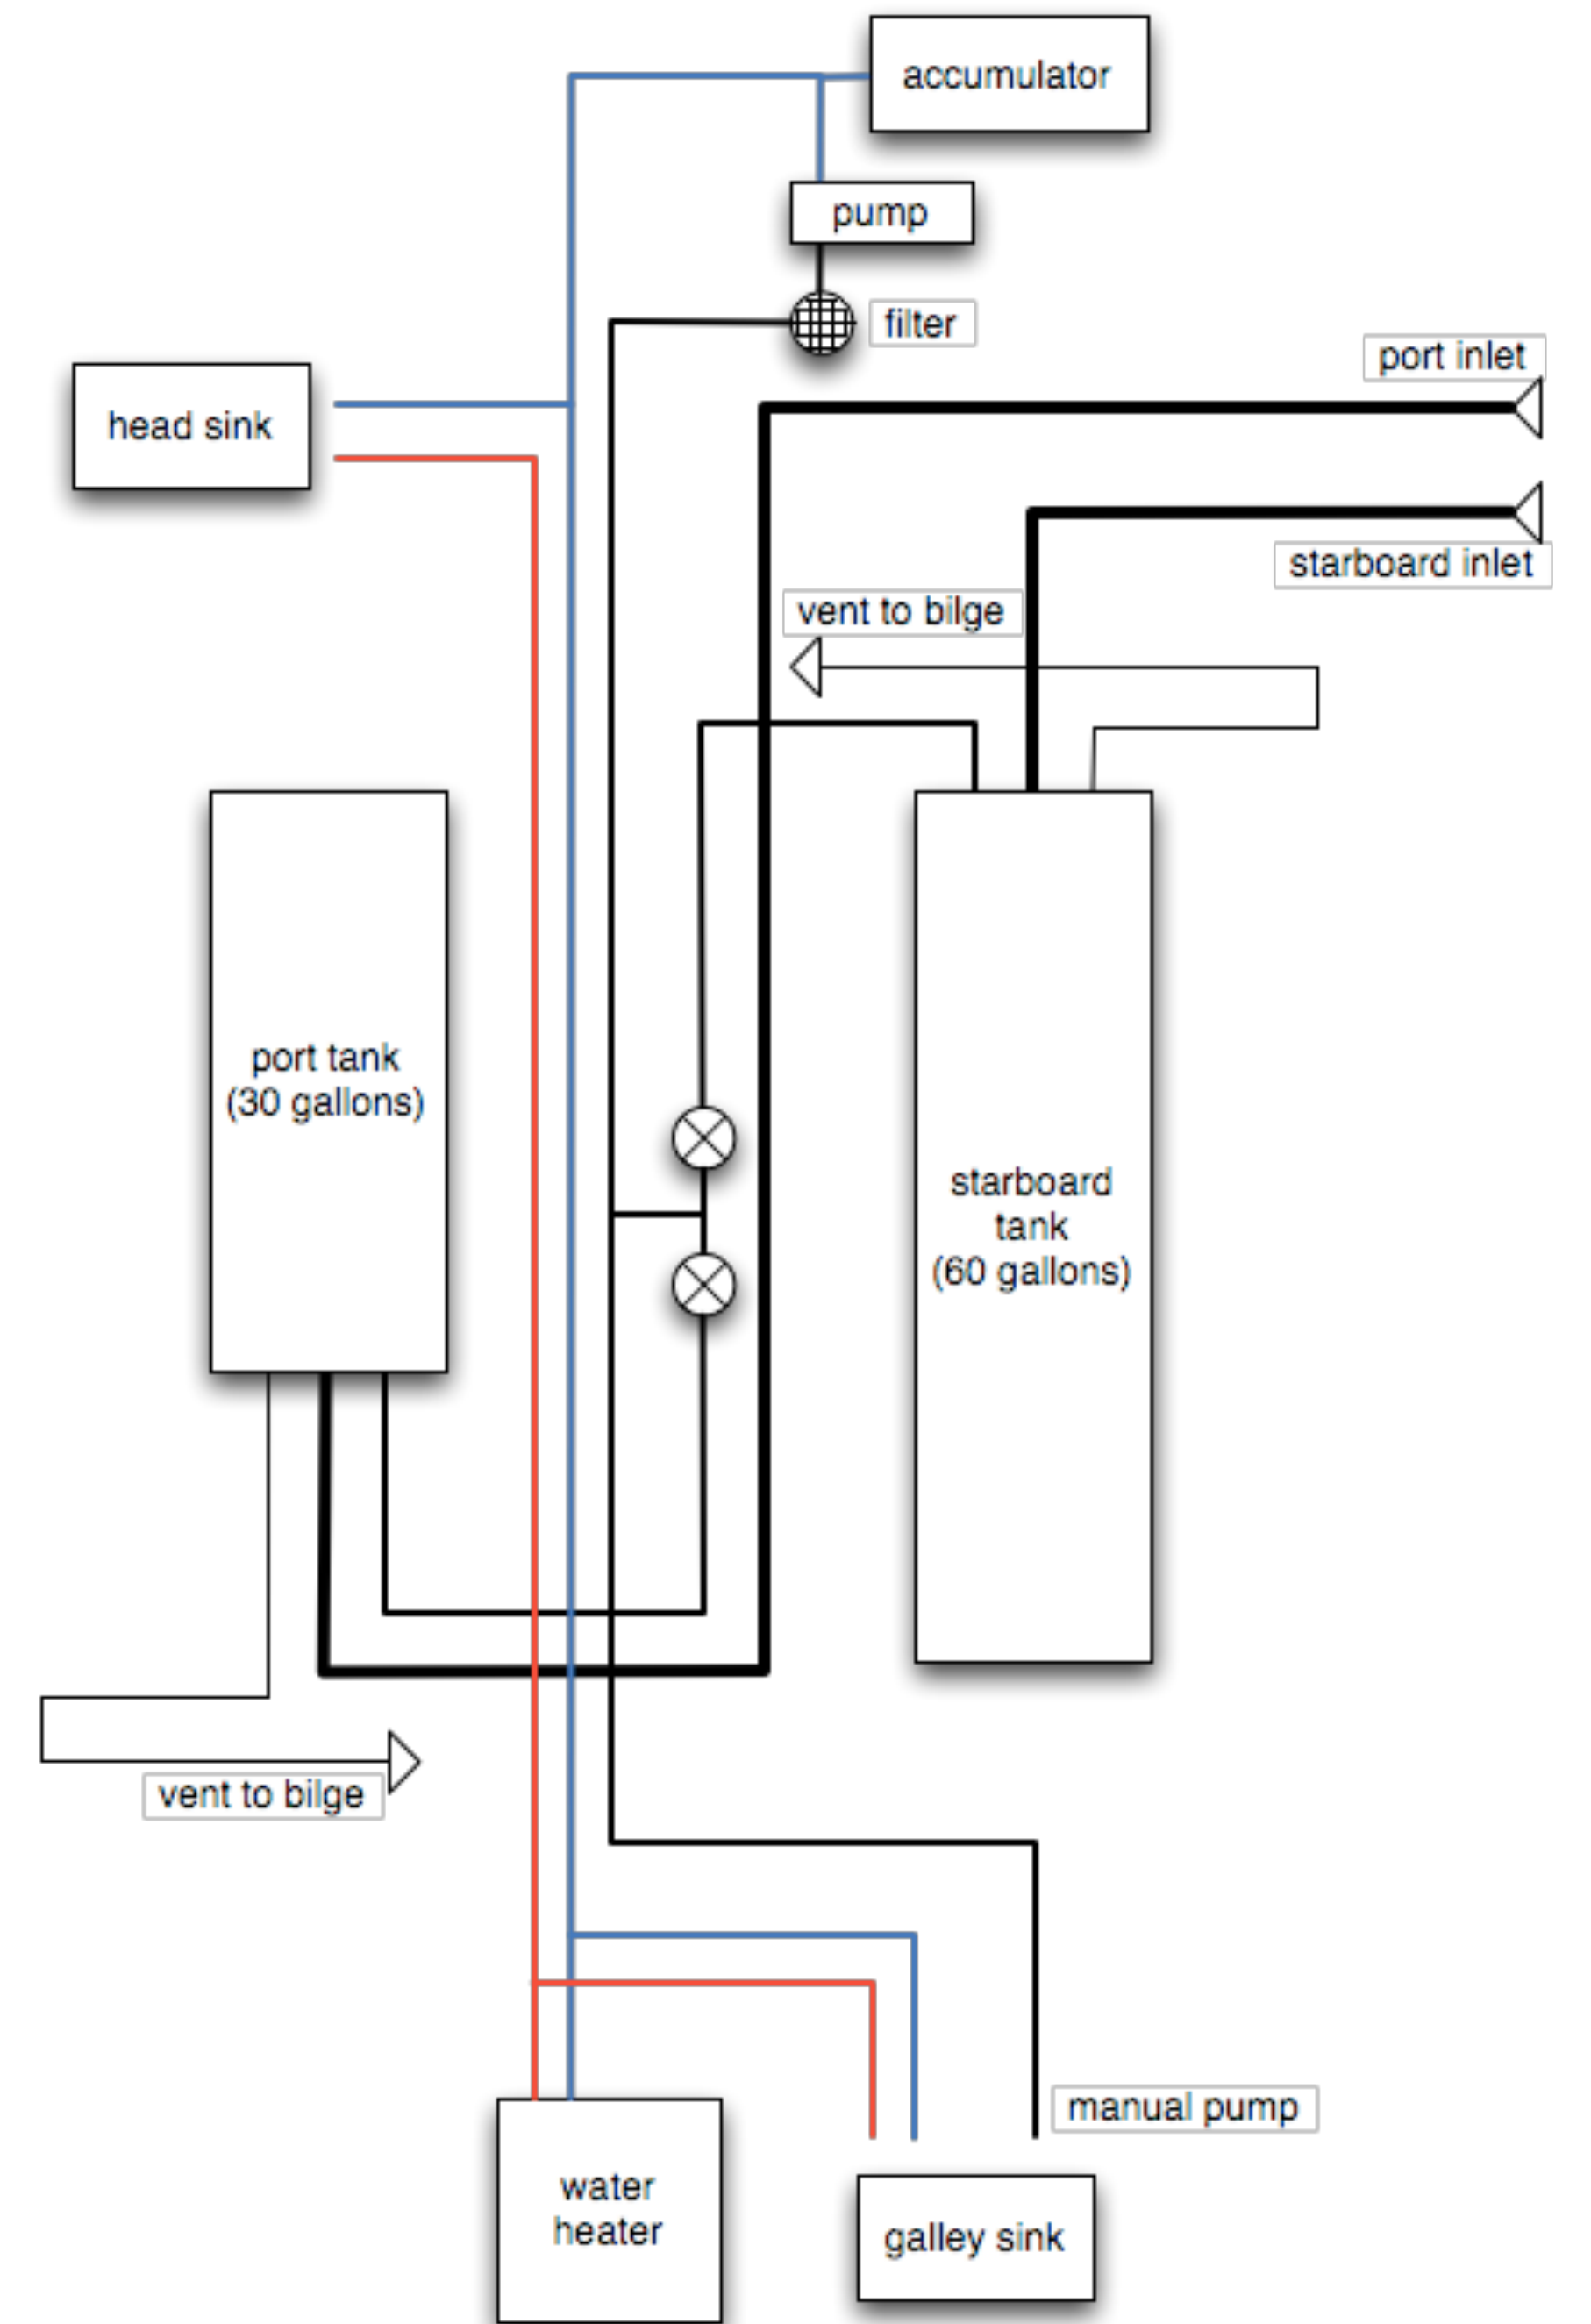 accumulator
pump
filter
port inlet
head sink
starboard inlet
vent to bilge
port tank
(30 gallons)
starboard
tank
(60 gallons)
vent to bilge
manual pump
water
heater
galley sink